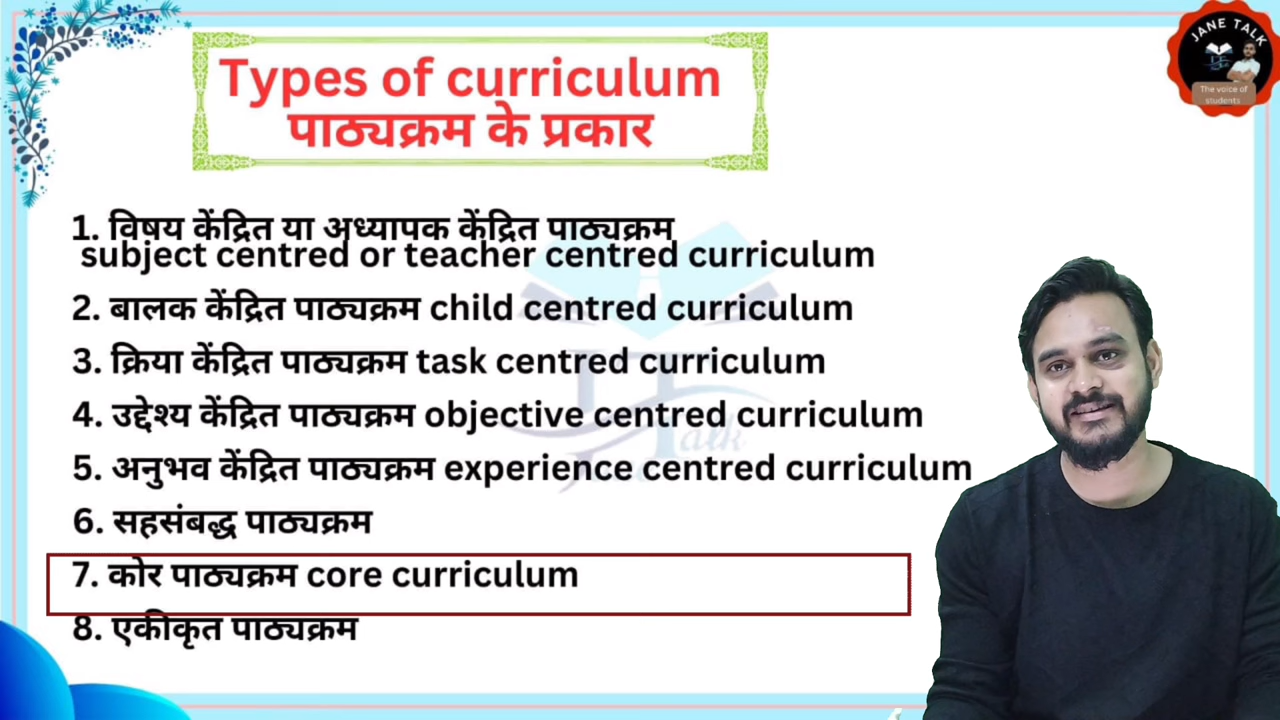 JANE TALK
The voice of
students
Types of curriculum
पाठ्यक्रम के प्रकार
1. विषय केंद्रित या अध्यापक केंद्रित पाठ्यक्रम
subject centred or teacher centred curriculum
2. बालक केंद्रित पाठ्यक्रम child centred curriculum
3. क्रिया केंद्रित पाठ्यक्रम task centred curriculum
4. उद्देश्य केंद्रित पाठ्यक्रम objective centred curriculum
5. अनुभव केंद्रित पाठ्यक्रम experience centred curriculum
6. सहसंबद्ध पाठ्यक्रम
7. कोर पाठ्यक्रम core curriculum
8. एकीकृत पाठ्यक्रम